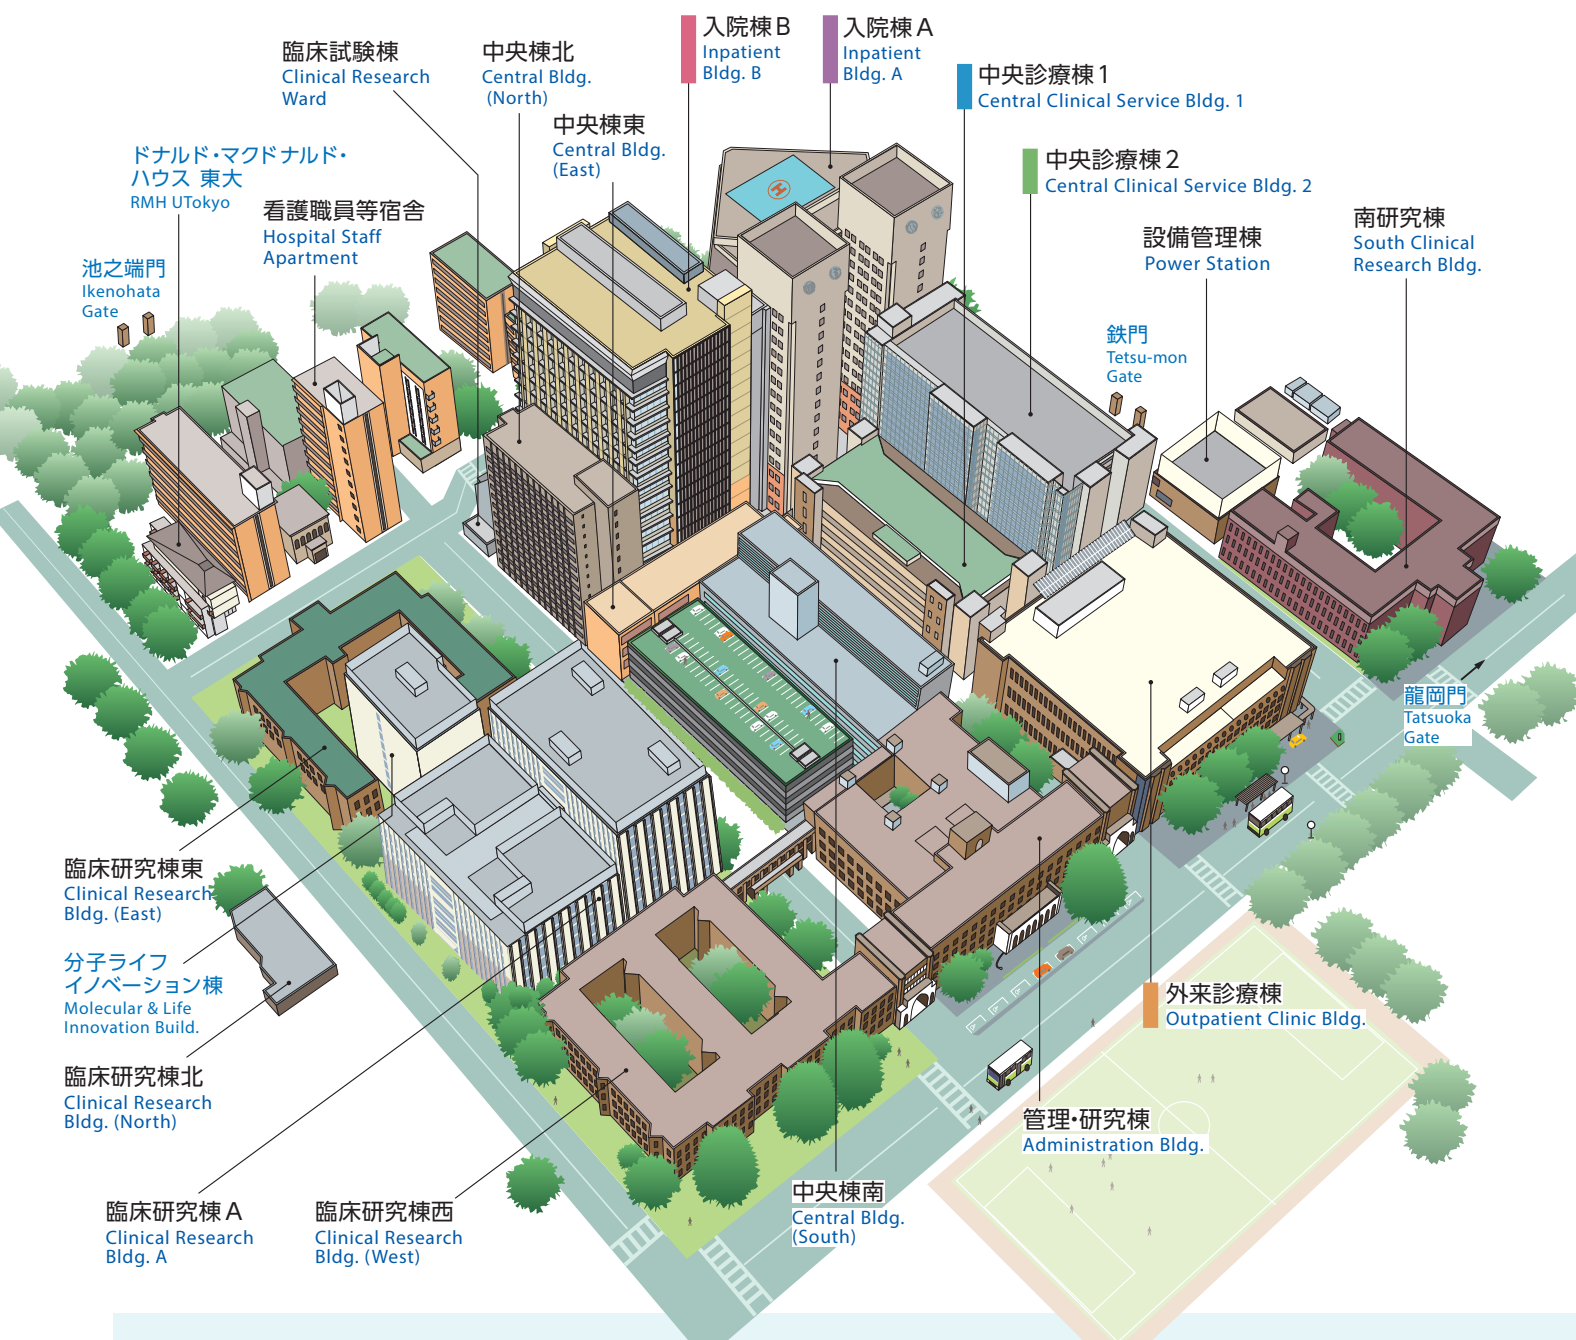 入院棟B
Inpatient
Bldg. B
入院棟A
Inpatient
Bldg. A
臨床試験棟
Clinical Research
Ward
中央棟北
Central Bldg.
(North)
中央診療棟1
Central Clinical Service Bldg. 1
中央棟東
Central Bldg.
(East)
ドナルド・マクドナルド・
ハウス 東大
RMH UTokyo
中央診療棟2
Central Clinical Service Bldg. 2
看護職員等宿舎
Hospital Staff
Apartment
設備管理棟
Power Station
南研究棟
South Clinical
Research Bldg.
池之端門
Ikenohata
Gate
H
鉄門
Tetsu-mon
Gate
龍岡門
Tatsuoka
Gate
臨床研究棟東
Clinical Research
Bldg. (East)
分子ライフ
イノベーション棟
Molecular & Life
Innovation Build.
外来診療棟
Outpatient Clinic Bldg.
臨床研究棟北
Clinical Research
Bldg. (North)
管理・研究棟
Administration Bldg.
臨床研究棟A
Clinical Research
Bldg. A
臨床研究棟西
Clinical Research
Bldg. (West)
中央棟南
Central Bldg.
(South)